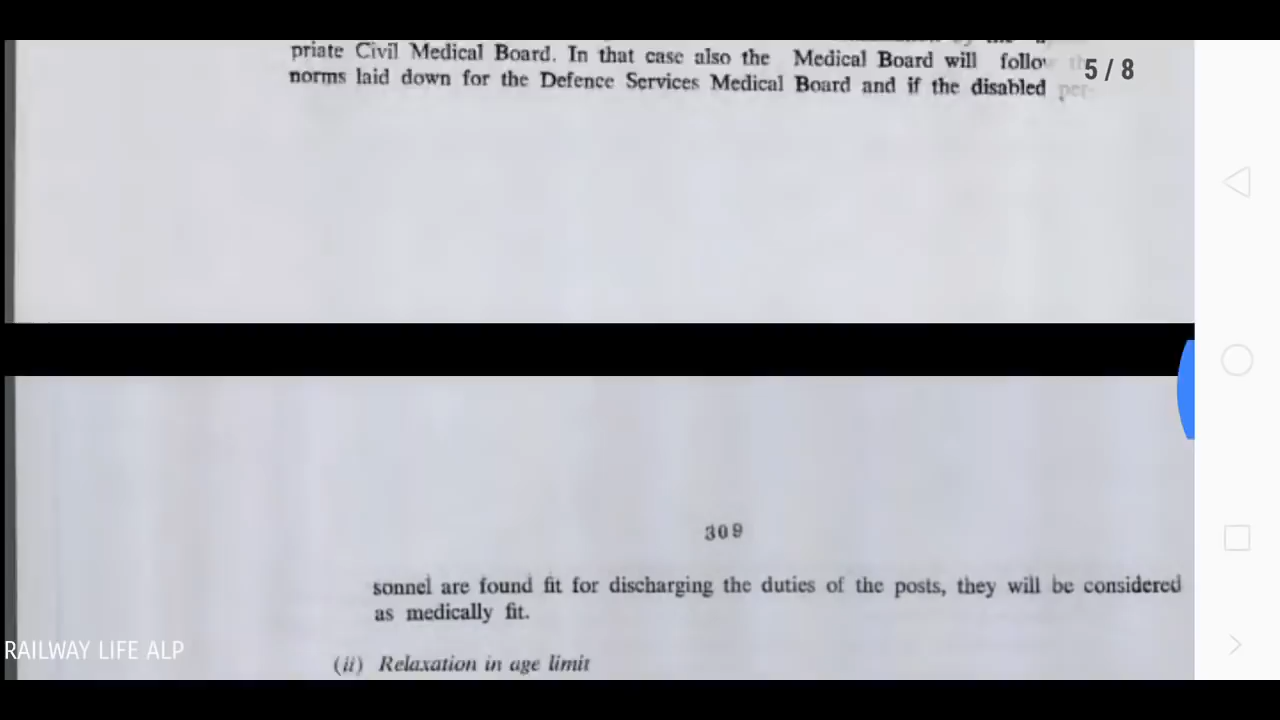 priate Civil Medical Board. In that case also the Medical Board will follow
norms laid down for the Defence Services Medical Board and if the disabled per-
5 / 8
309
sonnel are found fit for discharging the duties of the posts, they will be considered
as medically fit.
(ii) Relaxation in age limit
RAILWAY LIFE ALP